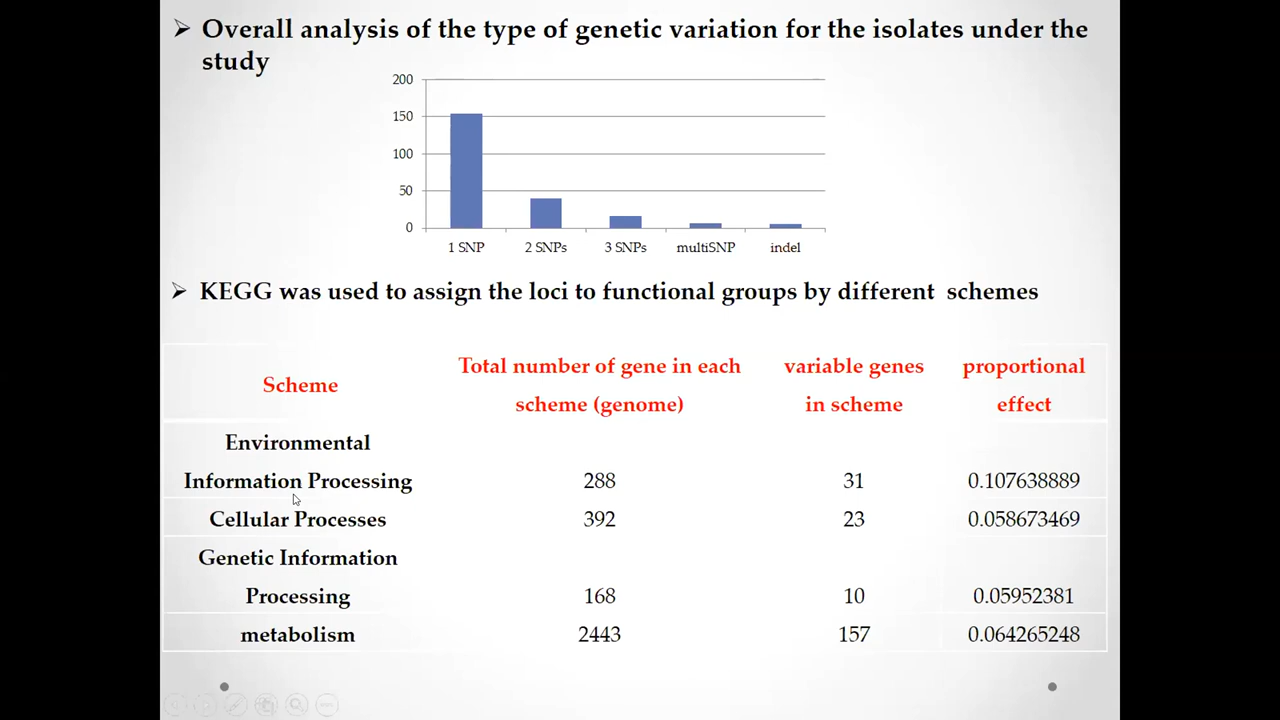 Overall analysis of the type of genetic variation for the isolates under the
study
200
150
100
50
0
1 SNP 2 SNPs 3 SNPs multiSNP indel
KEGG was used to assign the loci to functional groups by different schemes
Scheme
Total number of gene in each
scheme (genome)
variable genes
in scheme
proportional
effect
Environmental
Information Processing 288 31 0.107638889
Cellular Processes 392 23 0.058673469
Genetic Information
Processing 168 10 0.05952381
metabolism 2443 157 0.064265248